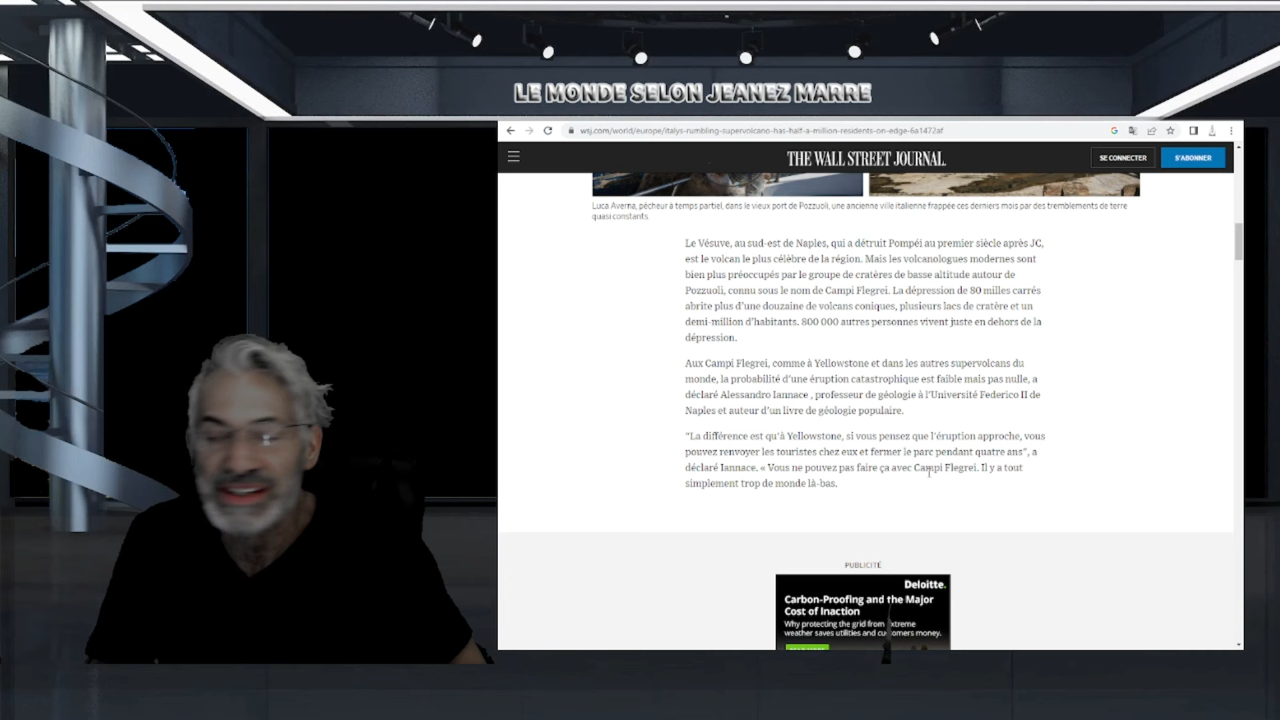 LE MONDE SELON JEANEZ MARRE
wsj.com/world/europe/italys-rumbling-supervolcano-has-half-a-million-residents-on-edge-6a1472af
THE WALL STREET JOURNAL.
SE CONNECTER
S'ABONNER
Luca Averna, pêcheur à temps partiel, dans le vieux port de Pozzuoli, une ancienne ville italienne frappée ces derniers mois par des tremblements de terre
quasi constants.
Le Vésuve, au sud-est de Naples, qui a détruit Pompéi au premier siècle après JC,
est le volcan le plus célèbre de la région. Mais les volcanologues modernes sont
bien plus préoccupés par le groupe de cratères de basse altitude autour de
Pozzuoli, connu sous le nom de Campi Flegrei. La dépression de 80 milles carrés
abrite plus d'une douzaine de volcans coniques, plusieurs lacs de cratère et un
demi-million d'habitants. 800 000 autres personnes vivent juste en dehors de la
dépression.
Aux Campi Flegrei, comme à Yellowstone et dans les autres supervolcans du
monde, la probabilité d'une éruption catastrophique est faible mais pas nulle, a
déclaré Alessandro Iannace , professeur de géologie à l'Université Federico II de
Naples et auteur d'un livre de géologie populaire.
"La différence est qu'à Yellowstone, si vous pensez que l'éruption approche, vous
pouvez renvoyer les touristes chez eux et fermer le parc pendant quatre ans", a
déclaré Iannace. « Vous ne pouvez pas faire ça avec Campi Flegrei. Il y a tout
simplement trop de monde là-bas.
PUBLICITÉ
Deloitte.
Carbon-Proofing and the Major
Cost of Inaction
Why protecting the grid from extreme
weather saves utilities and customers money.